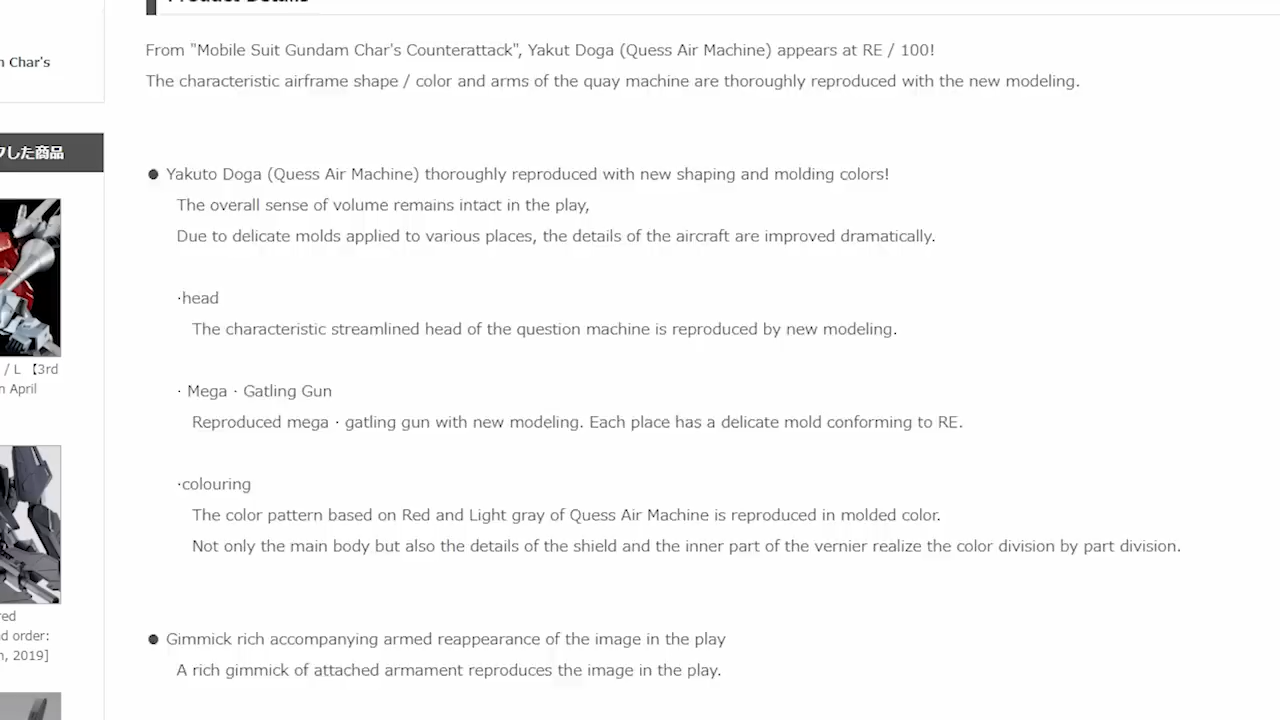 Product Details
n Char's
From "Mobile Suit Gundam Char's Counterattack", Yakut Doga (Quess Air Machine) appears at RE / 100!
The characteristic airframe shape / color and arms of the quay machine are thoroughly reproduced with the new modeling.
クした商品
● Yakuto Doga (Quess Air Machine) thoroughly reproduced with new shaping and molding colors!
The overall sense of volume remains intact in the play,
Due to delicate molds applied to various places, the details of the aircraft are improved dramatically.
·head
The characteristic streamlined head of the question machine is reproduced by new modeling.
/ L 【3rd
n April
· Mega · Gatling Gun
Reproduced mega · gatling gun with new modeling. Each place has a delicate mold conforming to RE.
·colouring
The color pattern based on Red and Light gray of Quess Air Machine is reproduced in molded color.
Not only the main body but also the details of the shield and the inner part of the vernier realize the color division by part division.
red
d order:
n, 2019]
● Gimmick rich accompanying armed reappearance of the image in the play
A rich gimmick of attached armament reproduces the image in the play.